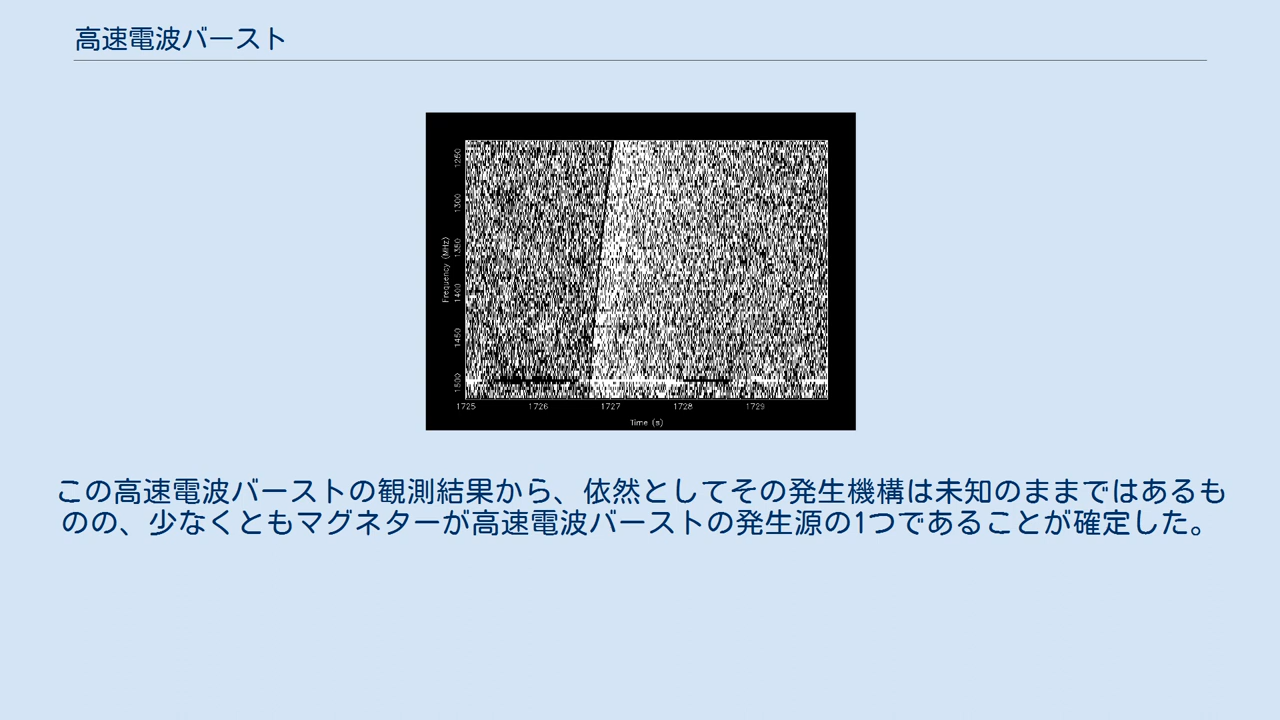 高速電波バースト
1250
1300
1350
1400
1450
1500
Frequency (MHz)
1725 1726 1727 1728 1729
Time (s)
この高速電波バーストの観測結果から、依然としてその発生機構は未知のままではあるも
のの、少なくともマグネターが高速電波バーストの発生源の1つであることが確定した。